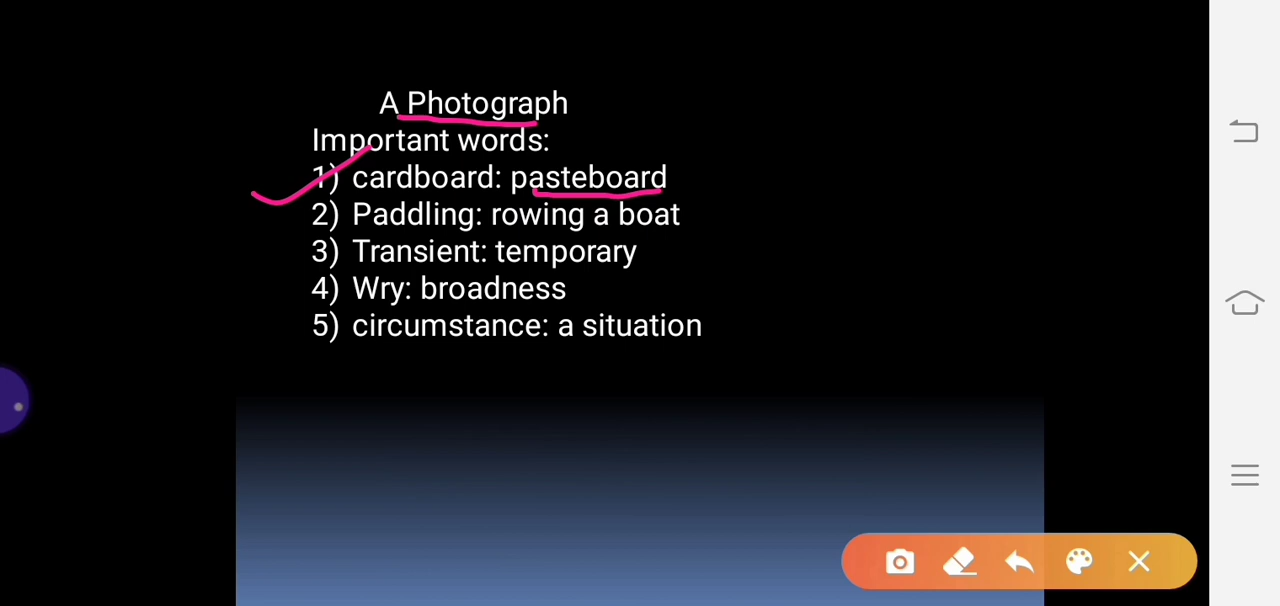 A Photograph
Important words:
1) cardboard: pasteboard
2) Paddling: rowing a boat
3) Transient: temporary
4) Wry: broadness
5) circumstance: a situation